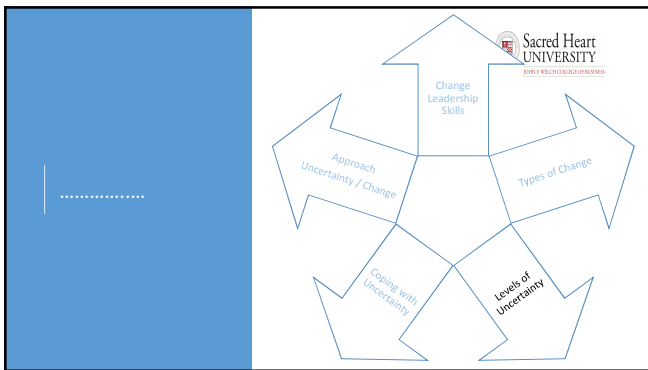 Sacred Heart
UNIVERSITY
JOHN F. WELCH COLLEGE OF BUSINESS
Change
Leadership
Skills
Approach
Uncertainty / Change
Types of Change
Coping with
Uncertainty
Levels of
Uncertainty
.................